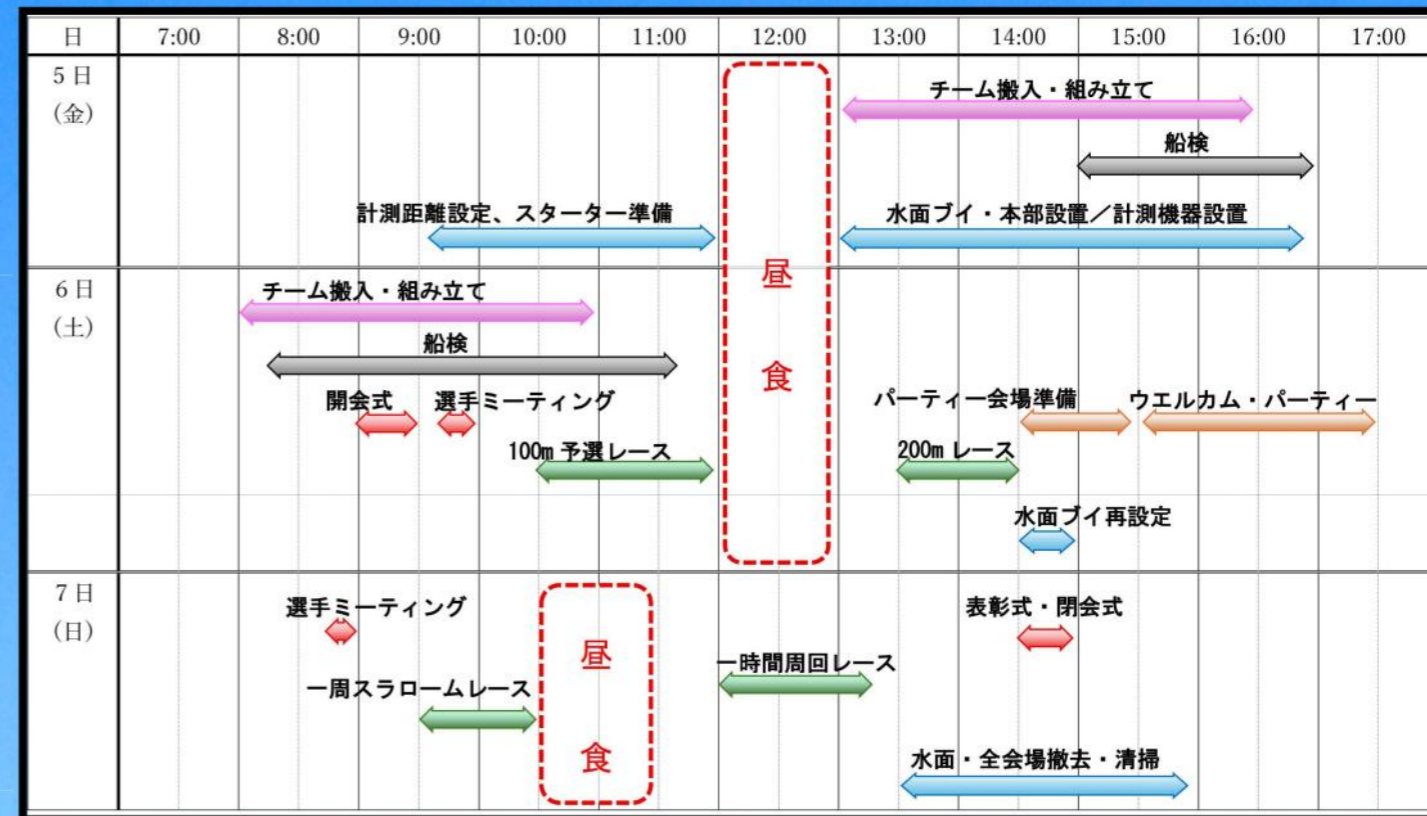 日 7:00 8:00 9:00 10:00 11:00 12:00 13:00 14:00 15:00 16:00 17:00
5日
(金)
チーム搬入・組み立て
船検
計測距離設定、スターター準備
水面ブイ・本部設置/計測機器設置
昼
食
6日
(土)
チーム搬入・組み立て
船検
開会式
選手ミーティング
パーティー会場準備
ウエルカム・パーティー
100m 予選レース
200m レース
水面ブイ再設定
7日
(日)
選手ミーティング
表彰式・閉会式
昼
食
一時間周回レース
一周スラロームレース
水面・全会場撤去・清掃